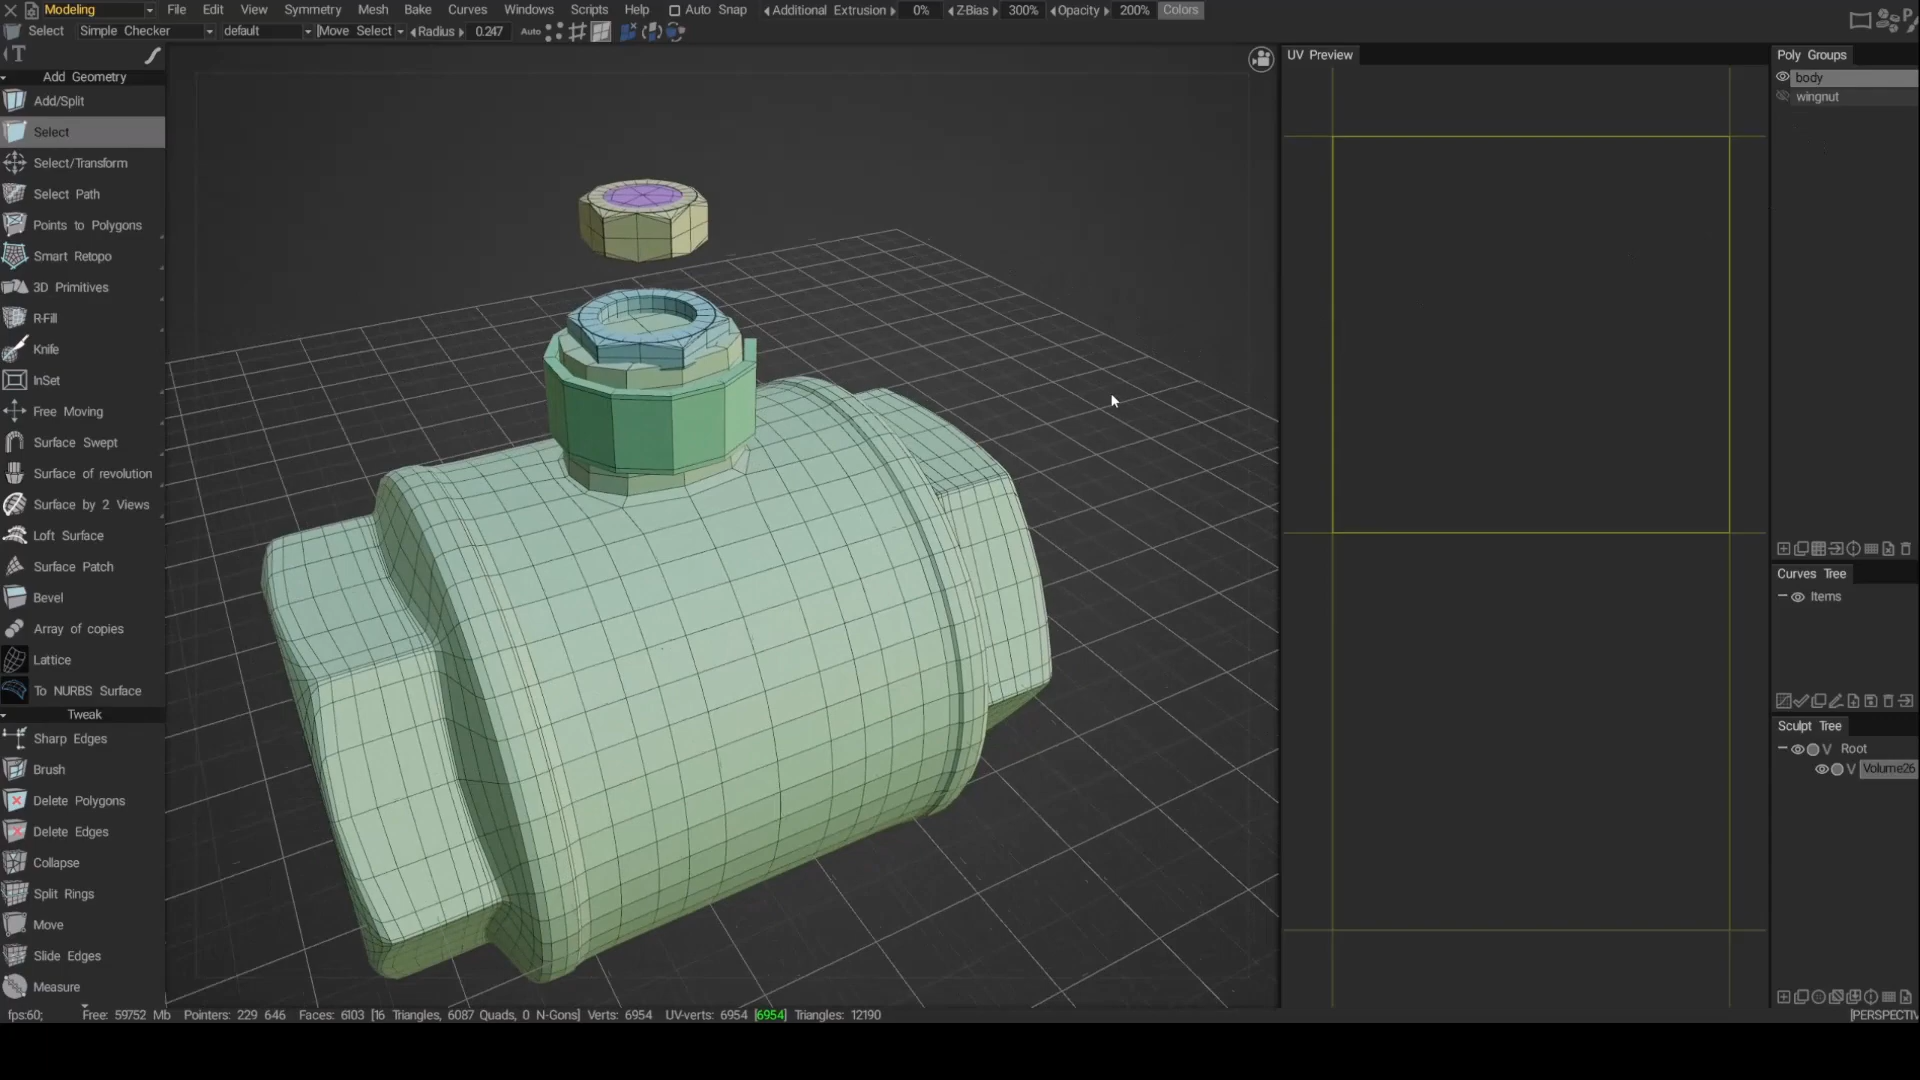 Modeling File Edit View Symmetry Mesh Bake Curves Windows Scripts Help Auto Snap Additional Extrusion 0% Z-Bias 300% Opacity 200% Colors
Select Simple Checker default Move Select Radius 0.247 Auto
T
UV Preview
Poly Groups
Add Geometry
body
wingnut
Add/Split
Select
Select/Transform
Select Path
Points to Polygons
Smart Retopo
3D Primitives
R-Fill
Knife
InSet
Free Moving
Surface Swept
Surface of revolution
Surface by 2 Views
Loft Surface
Surface Patch
Bevel
Array of copies
Lattice
To NURBS Surface
Tweak
Sharp Edges
Brush
Delete Polygons
Delete Edges
Collapse
Split Rings
Move
Slide Edges
Measure
Curves Tree
Items
Sculpt Tree
V Root
V Volume26
fps:60; Free: 59752 Mb Pointers: 229 646 Faces: 6103 [16 Triangles, 6087 Quads, 0 N-Gons] Verts: 6954 UV-verts: 6954 [6954] Triangles: 12190
[PERSPECTIV